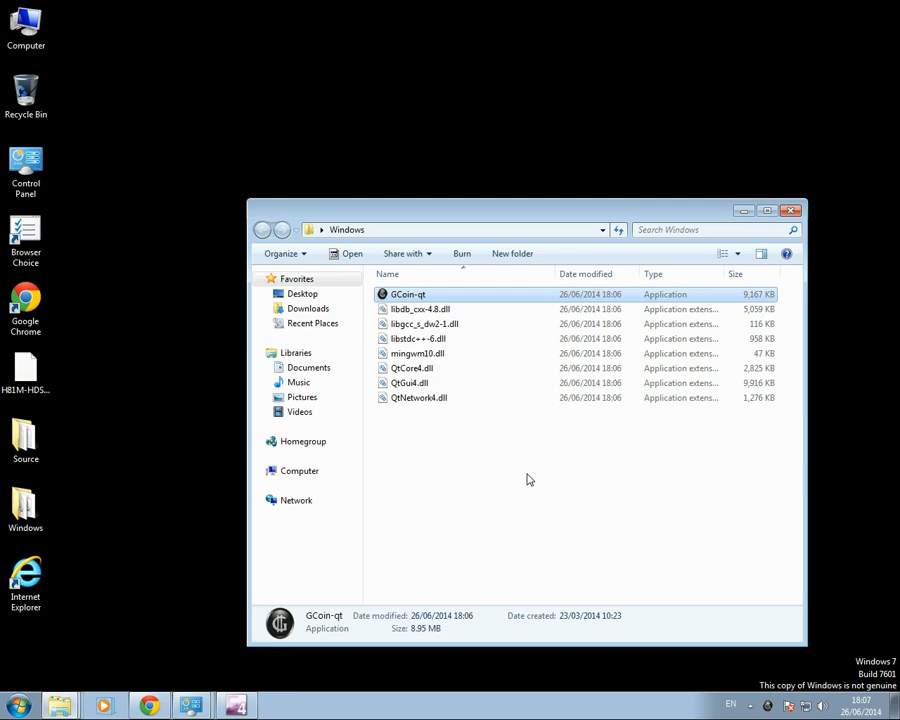 Computer
Recycle Bin
Control
Panel
Browser
Choice
Google
Chrome
H81M-HDS...
Source
Windows
Internet
Explorer
Windows
Search Windows
Organize
Open
Share with
Burn
New folder
Name
Date modified
Type
Size
Favorites
Desktop
Downloads
Recent Places
Libraries
Documents
Music
Pictures
Videos
Homegroup
Computer
Network
GCoin-qt 26/06/2014 18:06 Application 9,167 KB
libdb_cxx-4.8.dll 26/06/2014 18:06 Application extens... 5,059 KB
libgcc_s_dw2-1.dll 26/06/2014 18:06 Application extens... 116 KB
libstdc++-6.dll 26/06/2014 18:06 Application extens... 958 KB
mingwm10.dll 26/06/2014 18:06 Application extens... 47 KB
QtCore4.dll 26/06/2014 18:06 Application extens... 2,825 KB
QtGui4.dll 26/06/2014 18:06 Application extens... 9,916 KB
QtNetwork4.dll 26/06/2014 18:06 Application extens... 1,276 KB
GCoin-qt Date modified: 26/06/2014 18:06 Date created: 23/03/2014 10:23
Application Size: 8.95 MB
Windows 7
Build 7601
This copy of Windows is not genuine
4
EN
18:07
26/06/2014